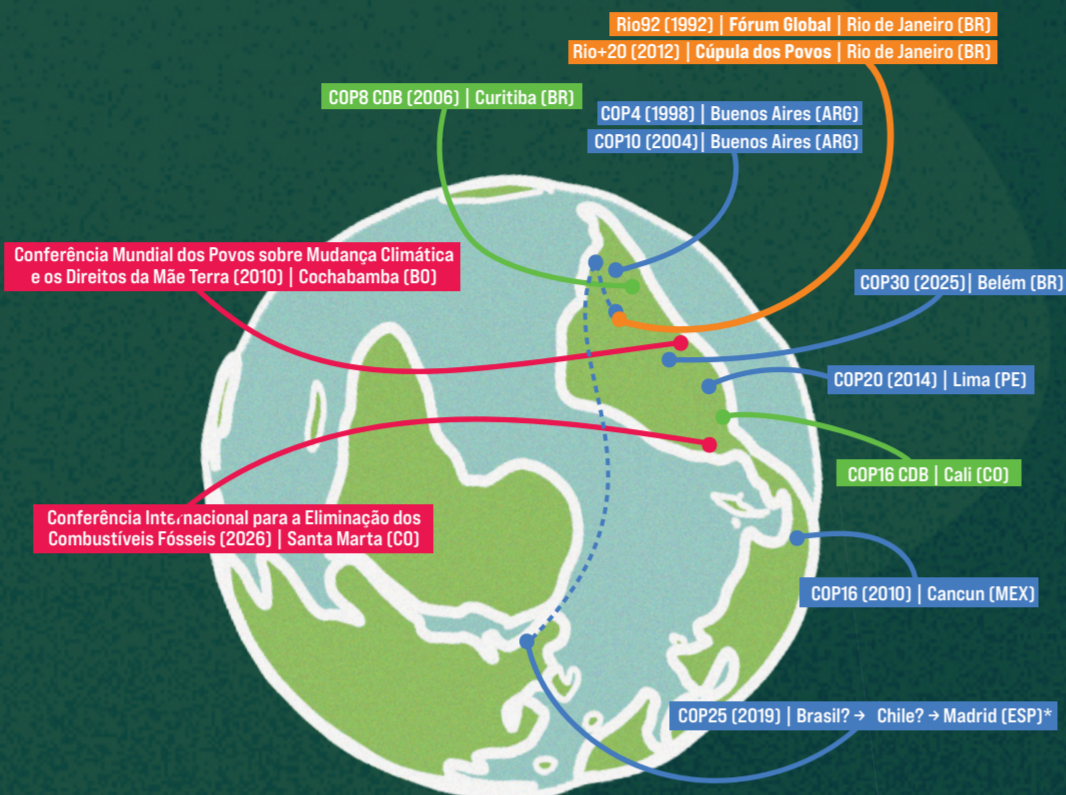 Rio92 (1992) | Fórum Global | Rio de Janeiro (BR)
Rio+20 (2012) | Cúpula dos Povos | Rio de Janeiro (BR)
COP8 CDB (2006) | Curitiba (BR)
COP4 (1998) | Buenos Aires (ARG)
COP10 (2004)| Buenos Aires (ARG)
Conferência Mundial dos Povos sobre Mudança Climática
e os Direitos da Mãe Terra (2010) | Cochabamba (BO)
COP30 (2025)| Belém (BR)
COP20 (2014) | Lima (PE)
COP16 CDB | Cali (CO)
Conferência Internacional para a Eliminação dos
Combustíveis Fósseis (2026) | Santa Marta (CO)
COP16 (2010) | Cancun (MEX)
COP25 (2019) | Brasil? → Chile? → Madrid (ESP)*